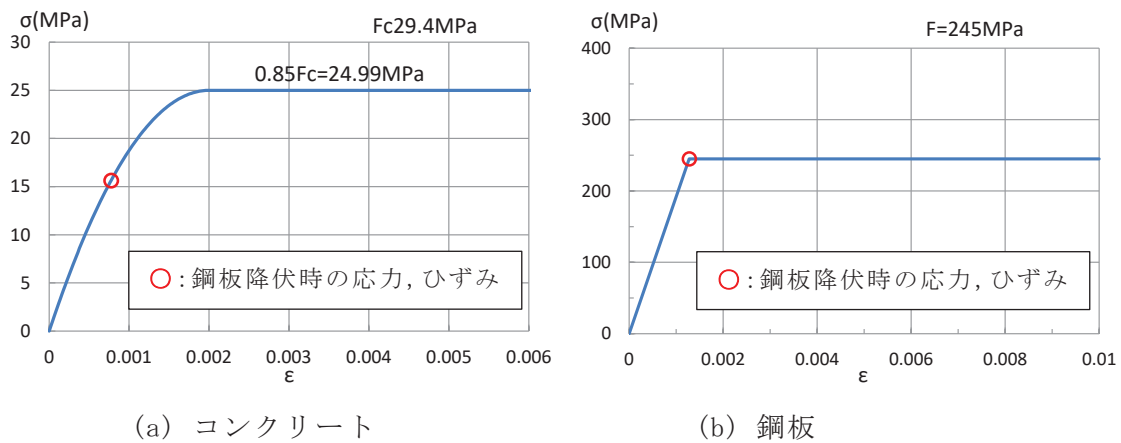 σ(MPa)
Fc29.4MPa
30
25
20
15
10
5
0
0.85Fc=24.99MPa
○:鋼板降伏時の応力,ひずみ
0 0.001 0.002 0.003 0.004 0.005 0.006
ε
(a) コンクリート
σ(MPa)
F=245MPa
400
300
200
100
0
○:鋼板降伏時の応力,ひずみ
0 0.002 0.004 0.006 0.008 0.01
ε
(b) 鋼板